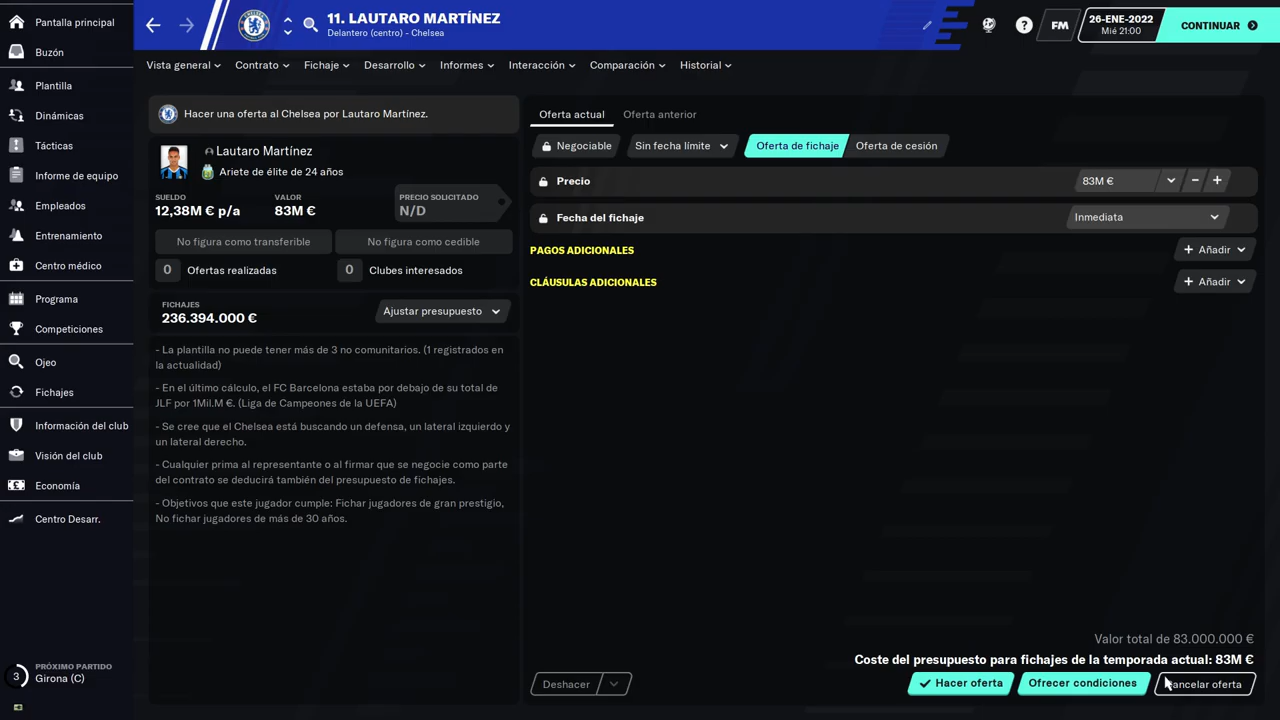 Pantalla principal
Buzón
Plantilla
Dinámicas
Tácticas
Informe de equipo
Empleados
Entrenamiento
Centro médico
Programa
Competiciones
Ojeo
Fichajes
Información del club
Visión del club
Economía
Centro Desarr.
3
PRÓXIMO PARTIDO
Girona (C)
11. LAUTARO MARTÍNEZ
Delantero (centro) - Chelsea
?
FM
26-ENE-2022
Mié 21:00
CONTINUAR
Vista general
Contrato
Fichaje
Desarrollo
Informes
Interacción
Comparación
Historial
Hacer una oferta al Chelsea por Lautaro Martínez.
Lautaro Martínez
Ariete de élite de 24 años
SUELDO
12,38M € p/a
VALOR
83M €
PRECIO SOLICITADO
N/D
No figura como transferible
No figura como cedible
0 Ofertas realizadas
0 Clubes interesados
FICHAJES
236.394.000 €
Ajustar presupuesto
- La plantilla no puede tener más de 3 no comunitarios. (1 registrados en
la actualidad)
- En el último cálculo, el FC Barcelona estaba por debajo de su total de
JLF por 1Mil.M €. (Liga de Campeones de la UEFA)
- Se cree que el Chelsea está buscando un defensa, un lateral izquierdo y
un lateral derecho.
- Cualquier prima al representante o al firmar que se negocie como parte
del contrato se deducirá también del presupuesto de fichajes.
- Objetivos que este jugador cumple: Fichar jugadores de gran prestigio,
No fichar jugadores de más de 30 años.
Oferta actual
Oferta anterior
Negociable
Sin fecha límite
Oferta de fichaje
Oferta de cesión
Precio
83M €
- +
Fecha del fichaje
Inmediata
PAGOS ADICIONALES
+ Añadir
CLÁUSULAS ADICIONALES
+ Añadir
Valor total de 83.000.000 €
Coste del presupuesto para fichajes de la temporada actual: 83M €
Deshacer
Hacer oferta
Ofrecer condiciones
Cancelar oferta